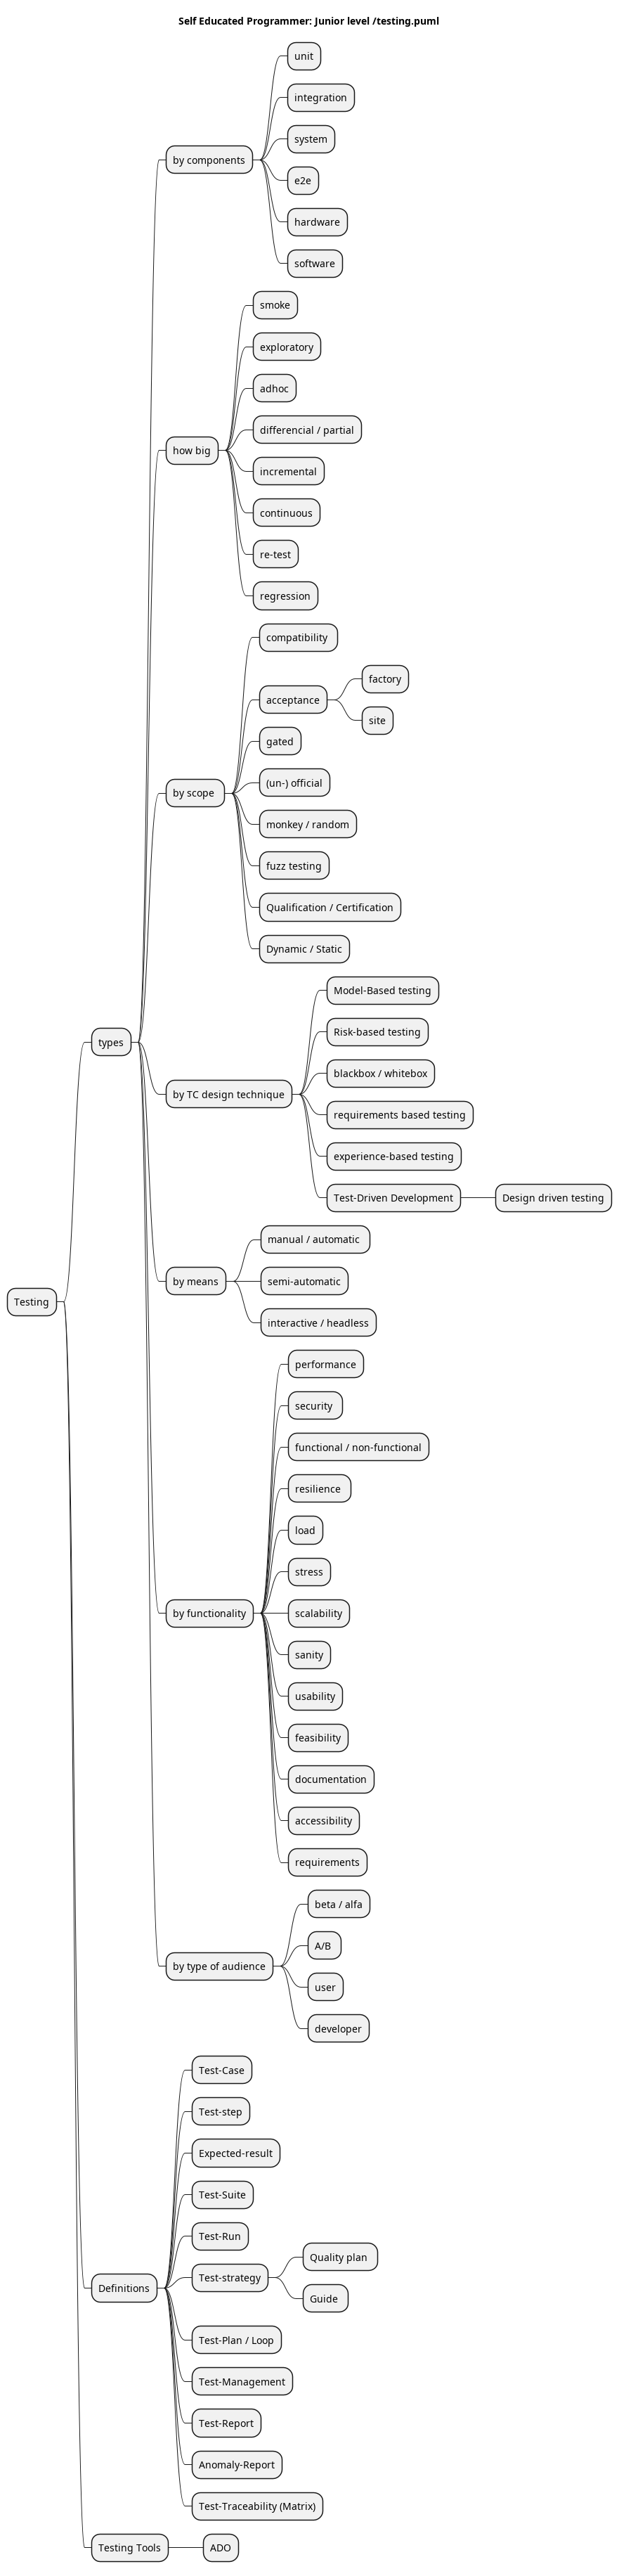 Self Educated Programmer: Junior level /testing.puml
unit
integration
system
by components
e2e
hardware
software
smoke
exploratory
adhoc
differencial / partial
how big
incremental
continuous
re-test
regression
compatibility
factory
acceptance
site
gated
(un-) official
by scope
monkey / random
fuzz testing
Qualification / Certification
Dynamic / Static
Model-Based testing
Risk-based testing
types
blackbox / whitebox
by TC design technique
requirements based testing
experience-based testing
Test-Driven Development
Design driven testing
manual / automatic
by means
semi-automatic
Testing
interactive / headless
performance
security
functional / non-functional
resilience
load
stress
by functionality
scalability
sanity
usability
feasibility
documentation
accessibility
requirements
beta / alfa
A/B
by type of audience
user
developer
Test-Case
Test-step
Expected-result
Test-Suite
Test-Run
Quality plan
Test-strategy
Definitions
Guide
Test-Plan / Loop
Test-Management
Test-Report
Anomaly-Report
Test-Traceability (Matrix)
Testing Tools
ADO